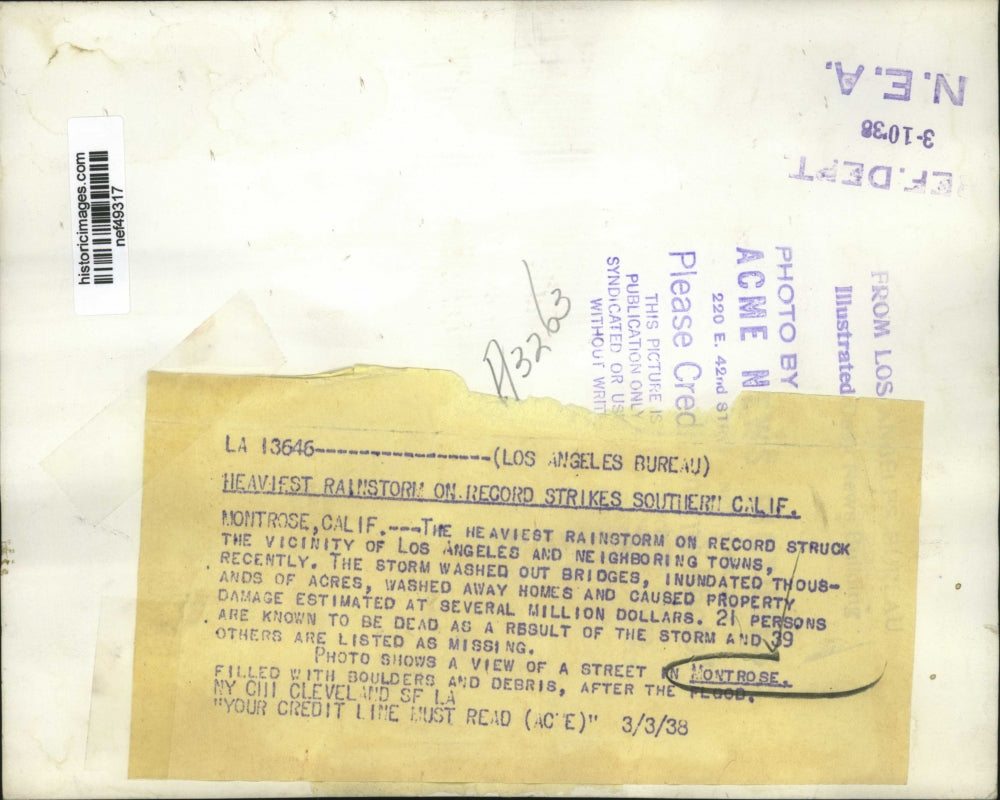 N.E.A.
3-10'38
EF. DEPT.
historicimages.com
nef49317
FROM LOS ANGELES BUREAU
Illustrated
PHOTO BY
ACME N
220 E. 42nd ST
Please Cred
THIS PICTURE IS
PUBLICATION ONLY
SYNDICATED OR US
WITHOUT WRIT
LA 13646------------------(LOS ANGELES BUREAU)
HEAVIEST RAINSTORM ON RECORD STRIKES SOUTHERN CALIF.
MONTROSE, CALIF.---THE HEAVIEST RAINSTORM ON RECORD STRUCK
THE VICINITY OF LOS ANGELES AND NEIGHBORING TOWNS,
RECENTLY. THE STORM WASHED OUT BRIDGES, INUNDATED THOUS-
ANDS OF ACRES, WASHED AWAY HOMES AND CAUSED PROPERTY
DAMAGE ESTIMATED AT SEVERAL MILLION DOLLARS. 21 PERSONS
ARE KNOWN TO BE DEAD AS A RBSULT OF THE STORM AND 39
OTHERS ARE LISTED AS MISSING.
PHOTO SHOWS A VIEW OF A STREET IN MONTROSE,
FILLED WITH BOULDERS AND DEBRIS, AFTER THE FLOOD.
NY CHI CLEVELAND SF LA
"YOUR CREDIT LINE MUST READ (ACME)" 3/3/38